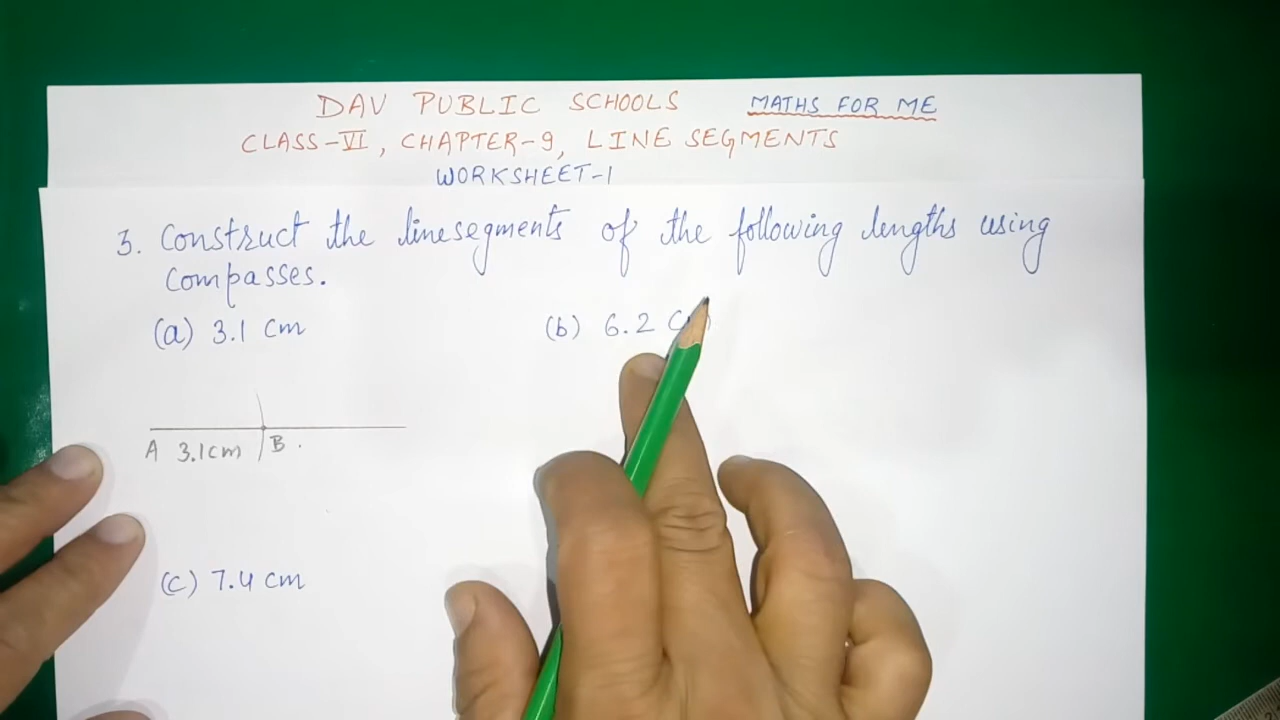 DAV PUBLIC SCHOOLS MATHS FOR ME
CLASS-VI, CHAPTER-9, LINE SEGMENTS
WORKSHEET-1
3. Construct the linesegments of the following lengths using
compasses.
(a) 3.1 cm (b) 6.2 cm
A 3.1cm B.
(c) 7.4 cm